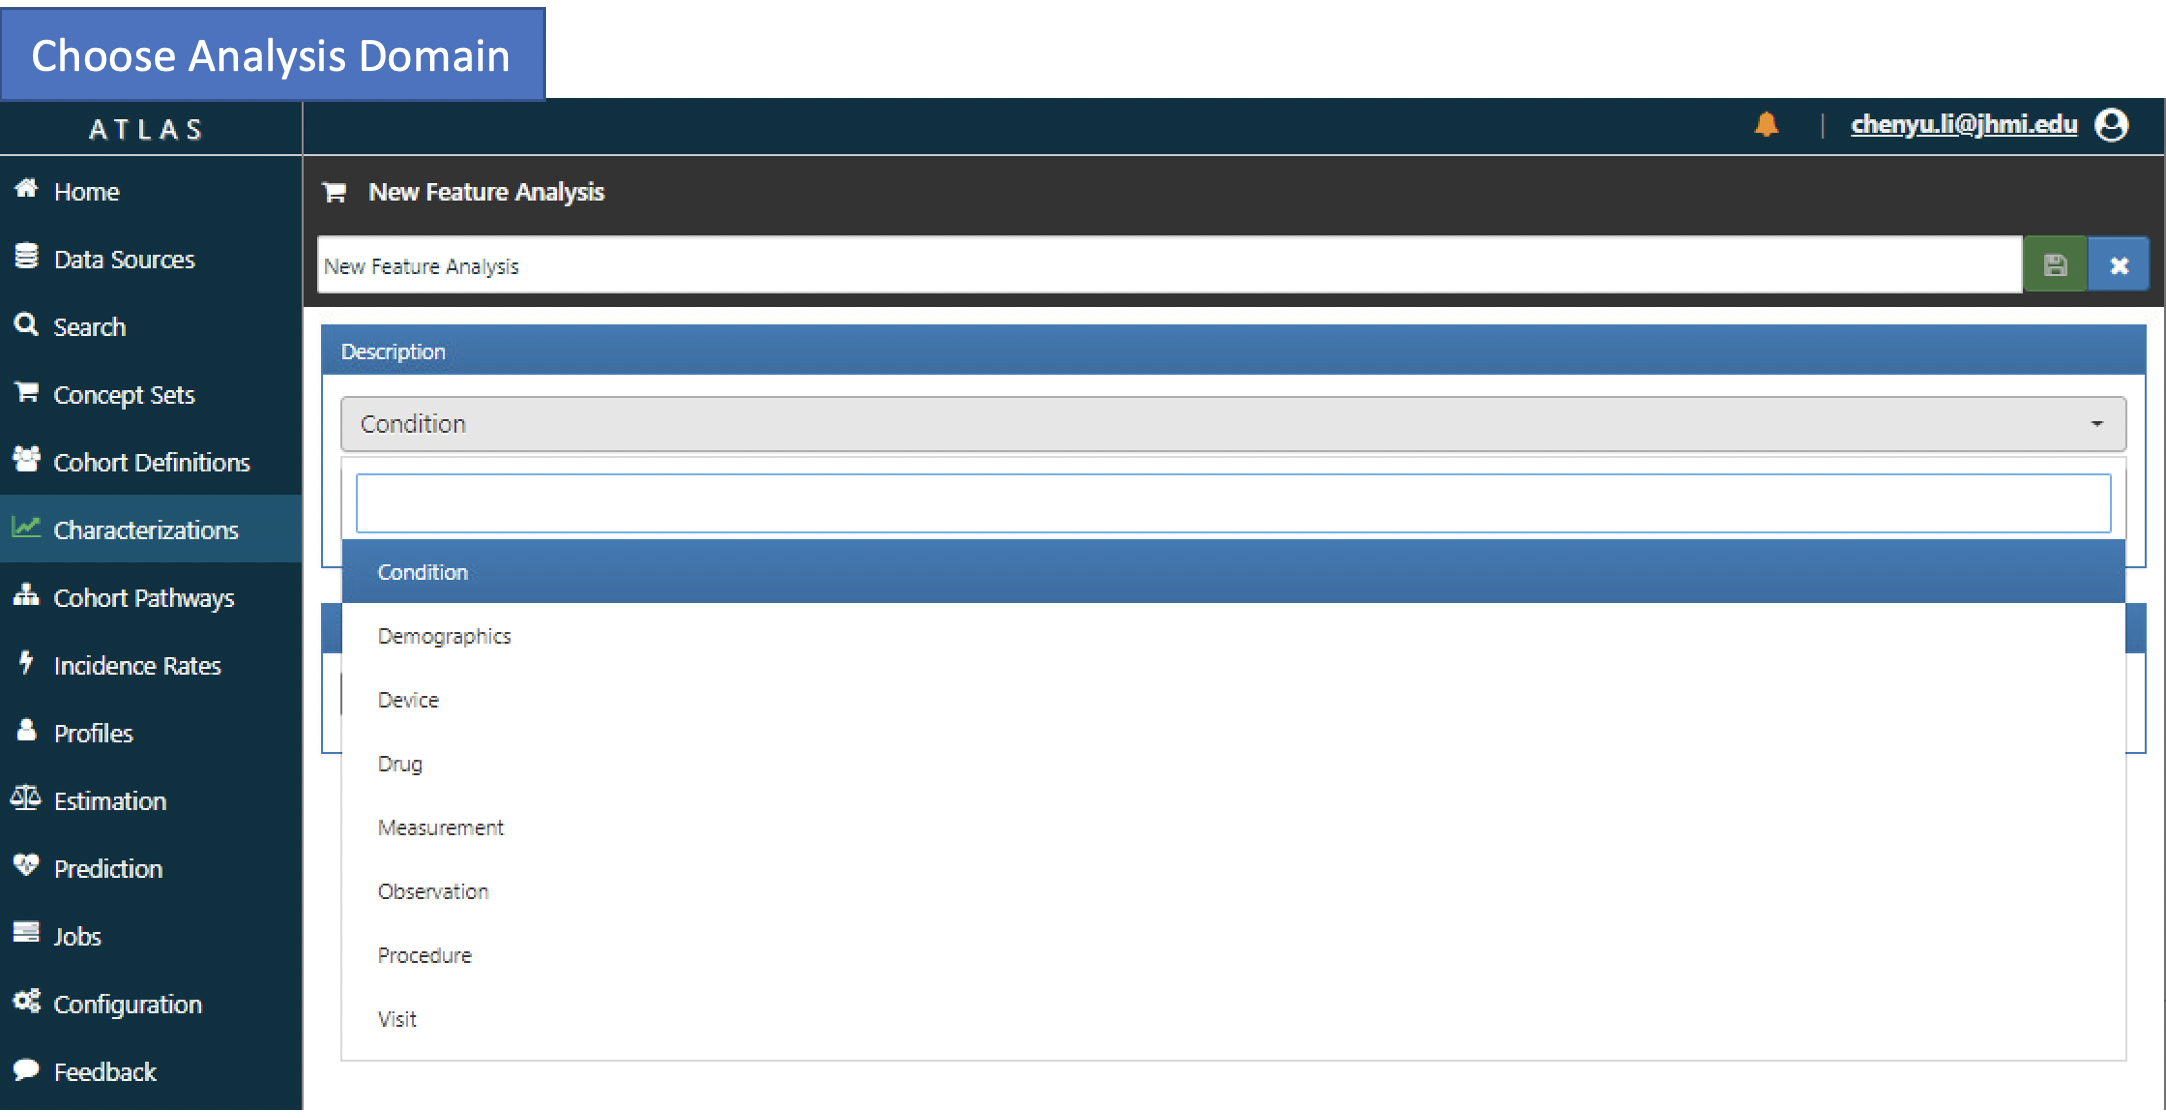 Choose Analysis Domain
ATLAS
chenyu.li@jhmi.edu
Home
Data Sources
Search
Concept Sets
Cohort Definitions
Characterizations
Cohort Pathways
Incidence Rates
Profiles
Estimation
Prediction
Jobs
Configuration
Feedback
New Feature Analysis
New Feature Analysis
Description
Condition
Condition
Demographics
Device
Drug
Measurement
Observation
Procedure
Visit